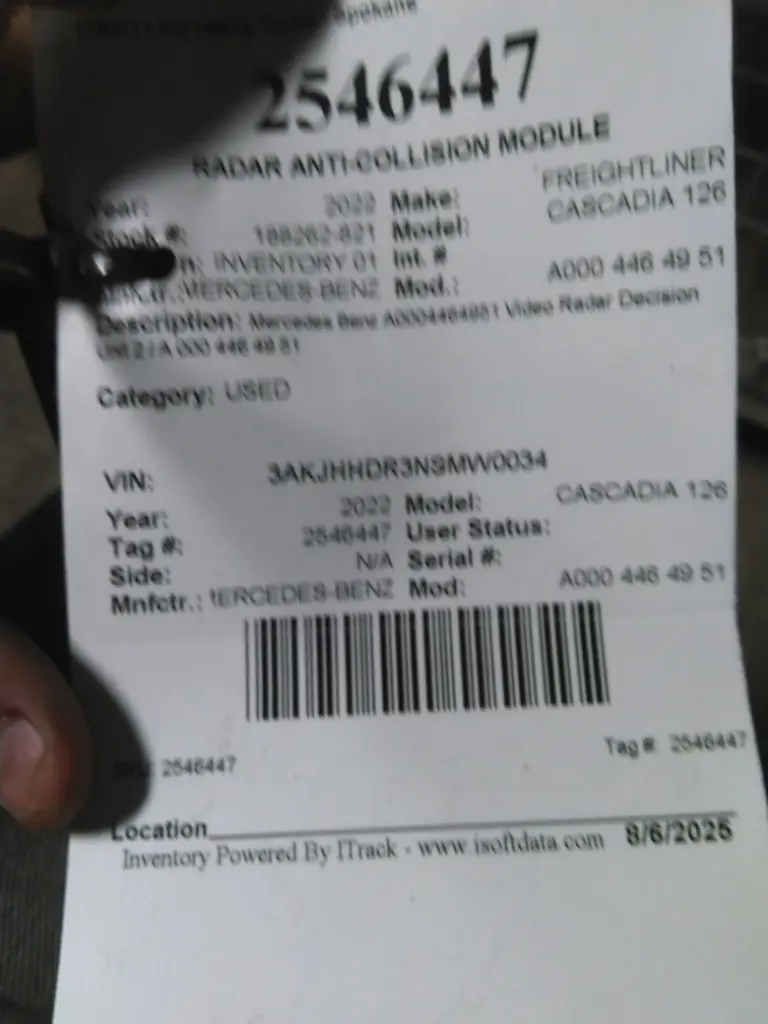 Spokane
2546447
RADAR ANTI-COLLISION MODULE
Year: 2022 Make: FREIGHTLINER
Stock #: 188262-821 Model: CASCADIA 126
INVENTORY 01 Int. #
MERCEDES-BENZ Mod.: A000 446 49 51
Description: Mercedes Benz A0004464951 Video Radar Decision
Unit 2 / A 000 446 49 51
Category: USED
VIN: 3AKJHHDR3NSMW0034
Year: 2022 Model: CASCADIA 126
Tag #: 2546447 User Status:
Side: N/A Serial #:
Mnfctr.: MERCEDES-BENZ Mod: A000 446 49 51
2546447 Tag #: 2546447
Location 8/6/2025
Inventory Powered By ITrack - www.isoftdata.com